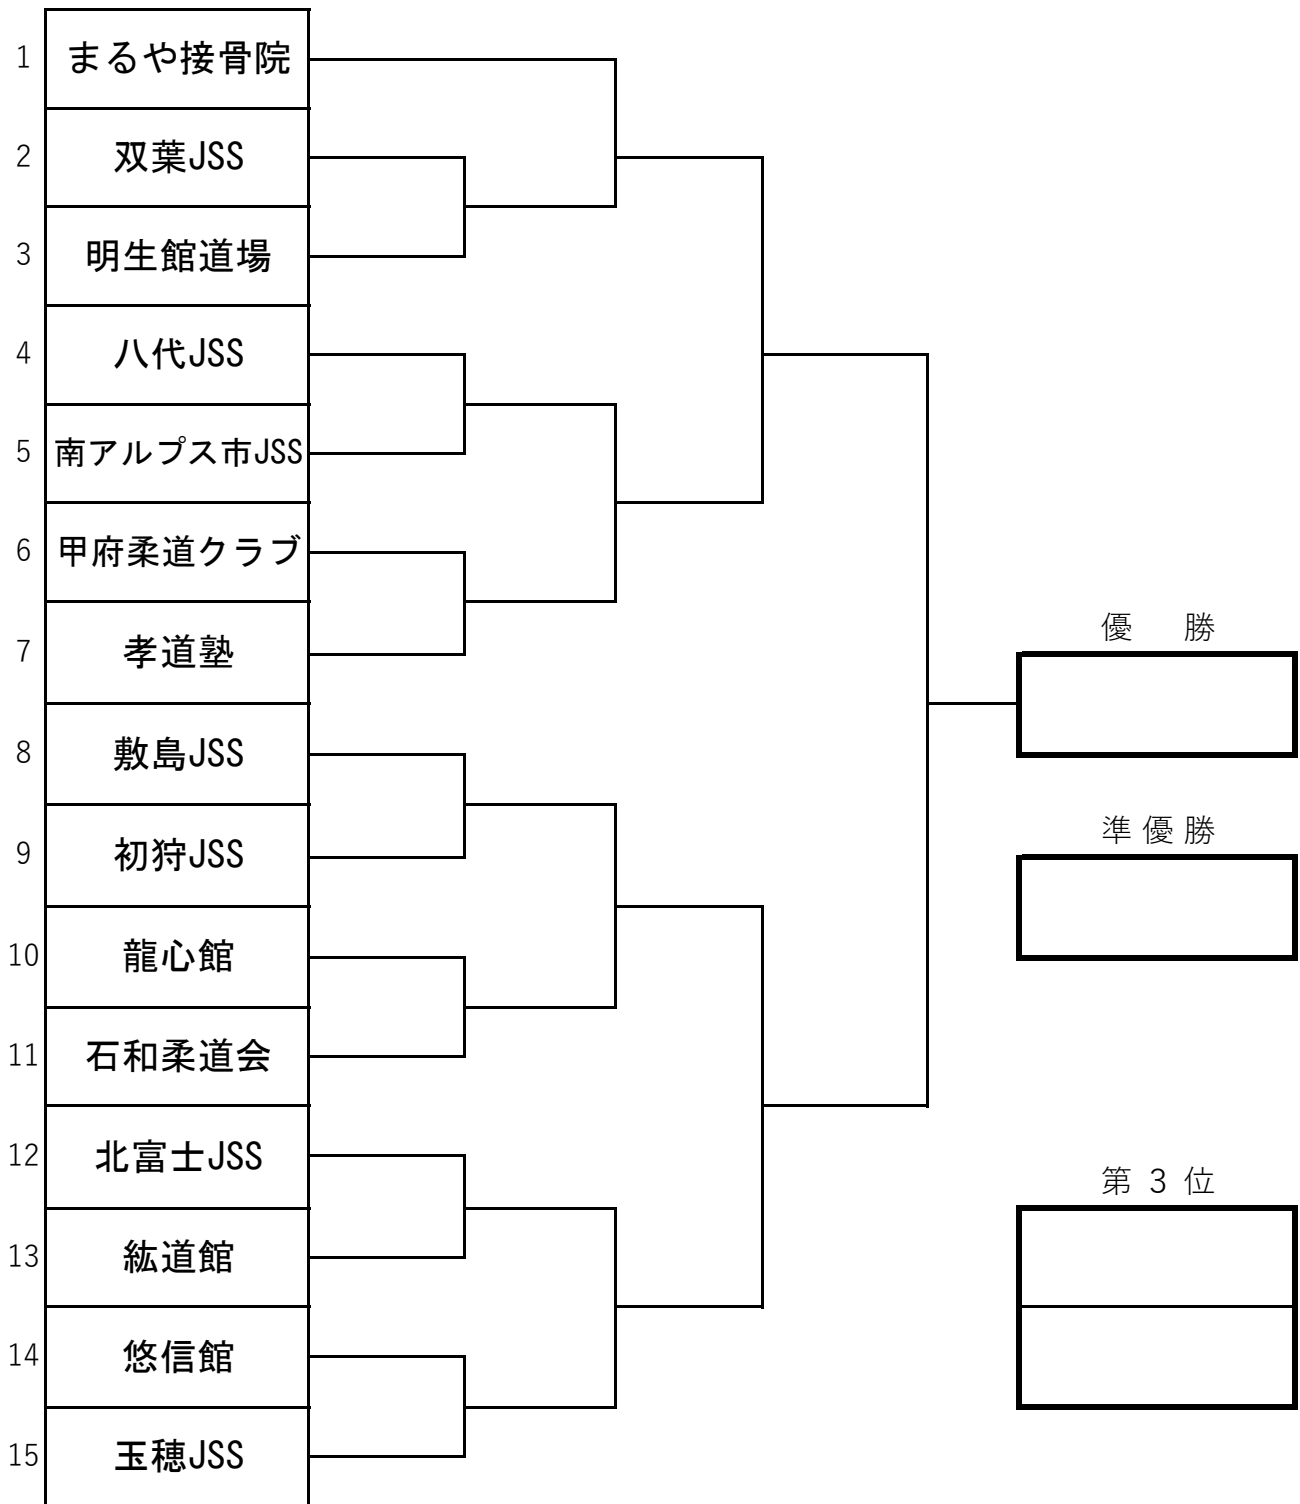 1 まるや接骨院
2 双葉JSS
3 明生館道場
4 八代JSS
5 南アルプス市JSS
6 甲府柔道クラブ
7 孝道塾
8 敷島JSS
9 初狩JSS
10 龍心館
11 石和柔道会
12 北富士JSS
13 紘道館
14 悠信館
15 玉穂JSS
優 勝
準優勝
第 3 位